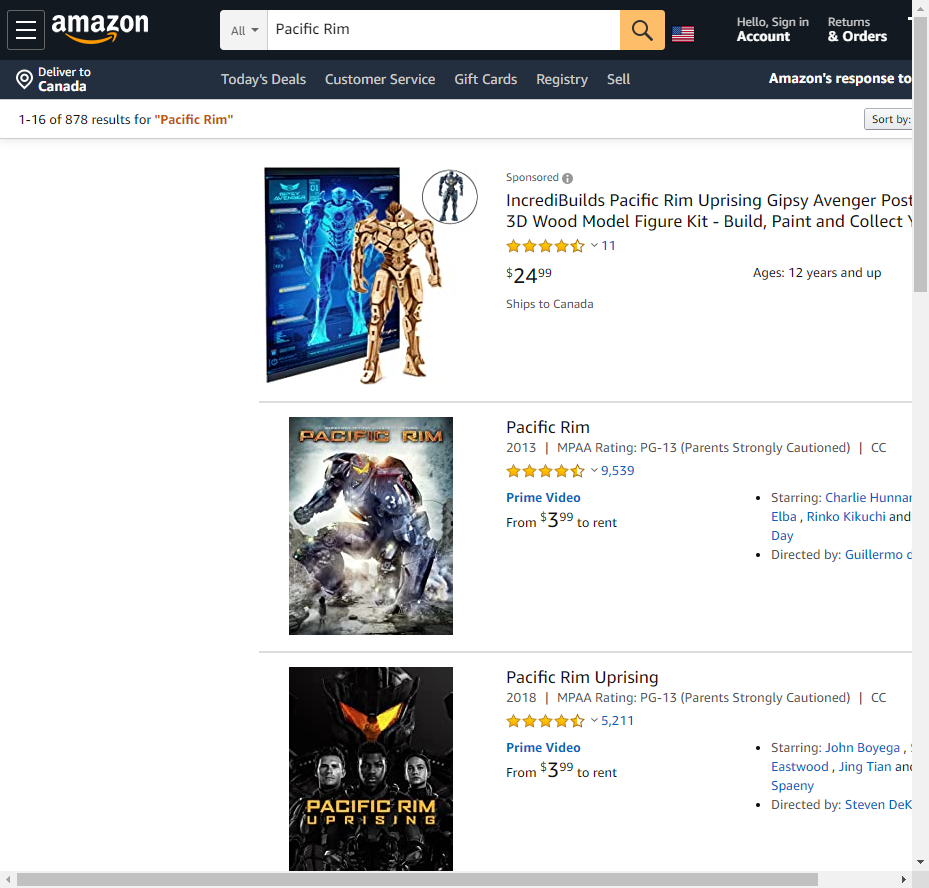 amazon
All
Pacific Rim
Hello, Sign in
Account
Returns
& Orders
Deliver to
Canada
Today's Deals
Customer Service
Gift Cards
Registry
Sell
Amazon's response to
1-16 of 878 results for "Pacific Rim"
Sort by:
GIPSY
AVENGER
01
Sponsored
IncrediBuilds Pacific Rim Uprising Gipsy Avenger Post
3D Wood Model Figure Kit - Build, Paint and Collect Y
11
$24.99
Ages: 12 years and up
Ships to Canada
PACIFIC RIM
Pacific Rim
2013 | MPAA Rating: PG-13 (Parents Strongly Cautioned) | CC
9,539
Prime Video
From $3.99 to rent
• Starring: Charlie Hunnam
Elba , Rinko Kikuchi and
Day
• Directed by: Guillermo d
PACIFIC RIM
UPRISING
Pacific Rim Uprising
2018 | MPAA Rating: PG-13 (Parents Strongly Cautioned) | CC
5,211
Prime Video
From $3.99 to rent
• Starring: John Boyega , S
Eastwood , Jing Tian and
Spaeny
• Directed by: Steven DeK